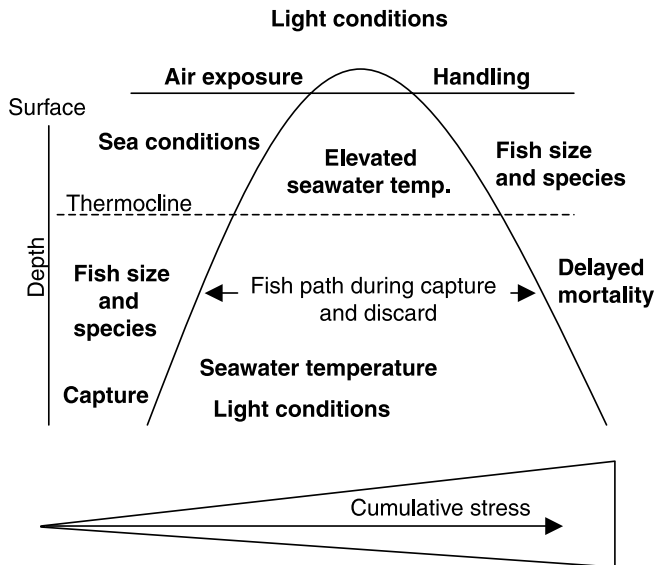 Light conditions
Air exposure
Handling
Surface
Sea conditions
Elevated
seawater temp.
Fish size
and species
Thermocline
Depth
Fish size
and
species
Fish path during capture
and discard
Delayed
mortality
Seawater temperature
Capture
Light conditions
Cumulative stress